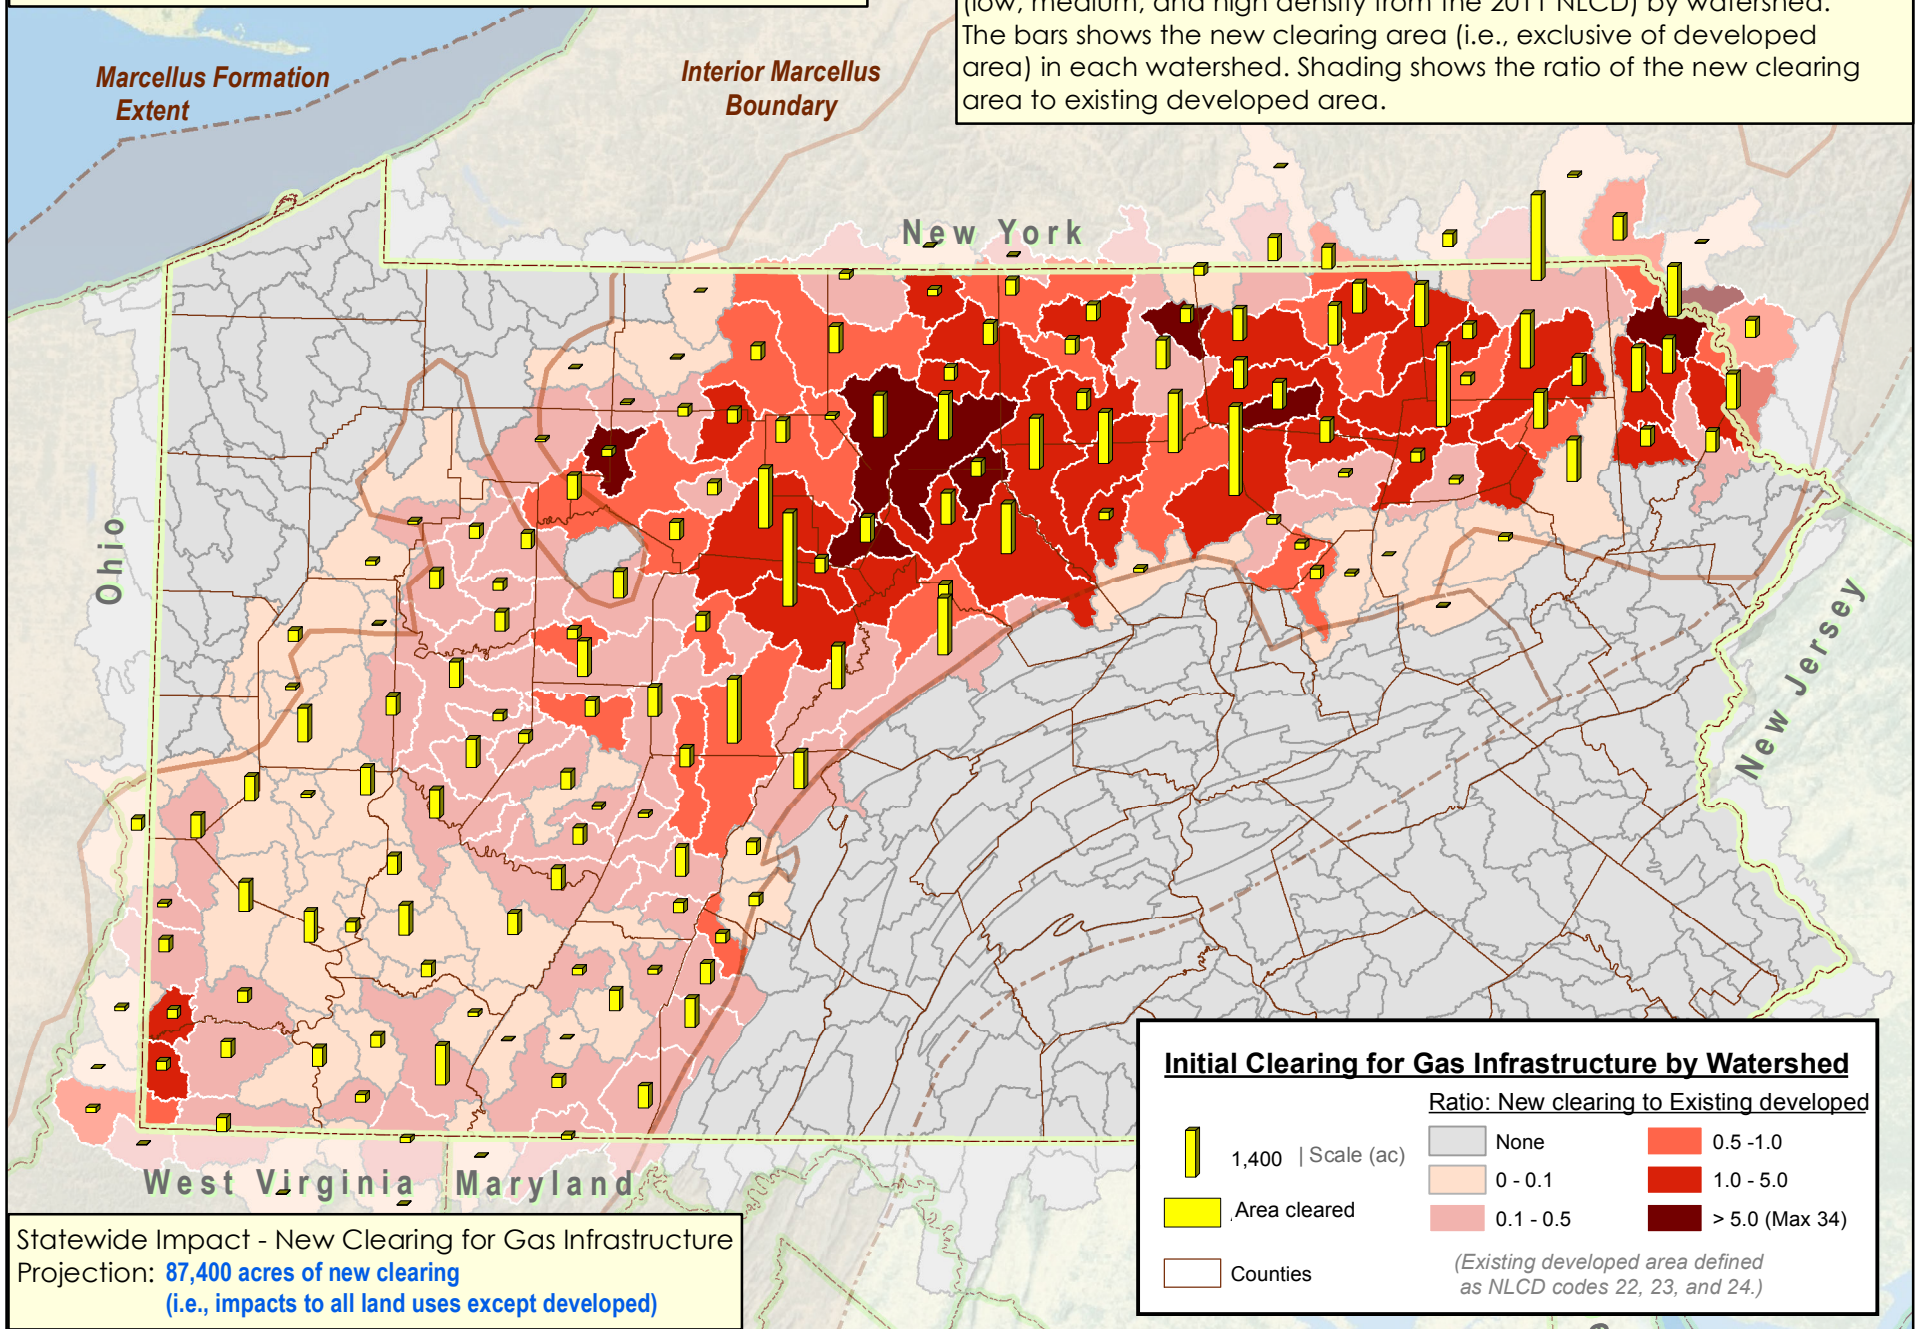 (low, medium, and high density from the 2011 NLCD) by watershed.
The bars shows the new clearing area (i.e., exclusive of developed
area) in each watershed. Shading shows the ratio of the new clearing
area to existing developed area.
Marcellus Formation
Extent
Interior Marcellus
Boundary
New York
Ohio
New Jersey
West Virginia
Maryland
Initial Clearing for Gas Infrastructure by Watershed
Ratio: New clearing to Existing developed
1,400 | Scale (ac)
Area cleared
Counties
None
0 - 0.1
0.1 - 0.5
0.5 -1.0
1.0 - 5.0
> 5.0 (Max 34)
(Existing developed area defined
as NLCD codes 22, 23, and 24.)
Statewide Impact - New Clearing for Gas Infrastructure
Projection: 87,400 acres of new clearing
(i.e., impacts to all land uses except developed)